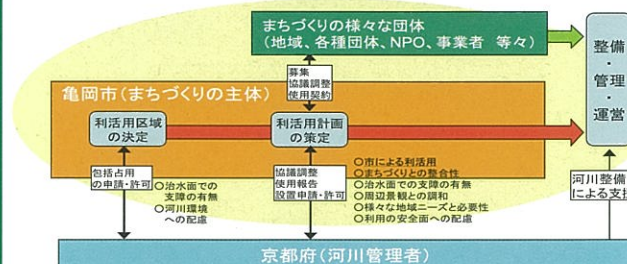 まちづくりの様々な団体
(地域、各種団体、NPO、事業者 等々)
整備
・
管理
・
運営
募集
協議調整
使用契約
亀岡市(まちづくりの主体)
利活用区域
の決定
利活用計画
の策定
包括占用
の申請・許可
○治水面での
支障の有無
○河川環境
への配慮
協議調整
使用報告
設置申請・許可
○市による利活用
○まちづくりとの整合性
○治水面での支障の有無
○周辺景観との調和
○様々な地域ニーズと必要性
○利用の安全面への配慮
河川整備
による支援
京都府(河川管理者)